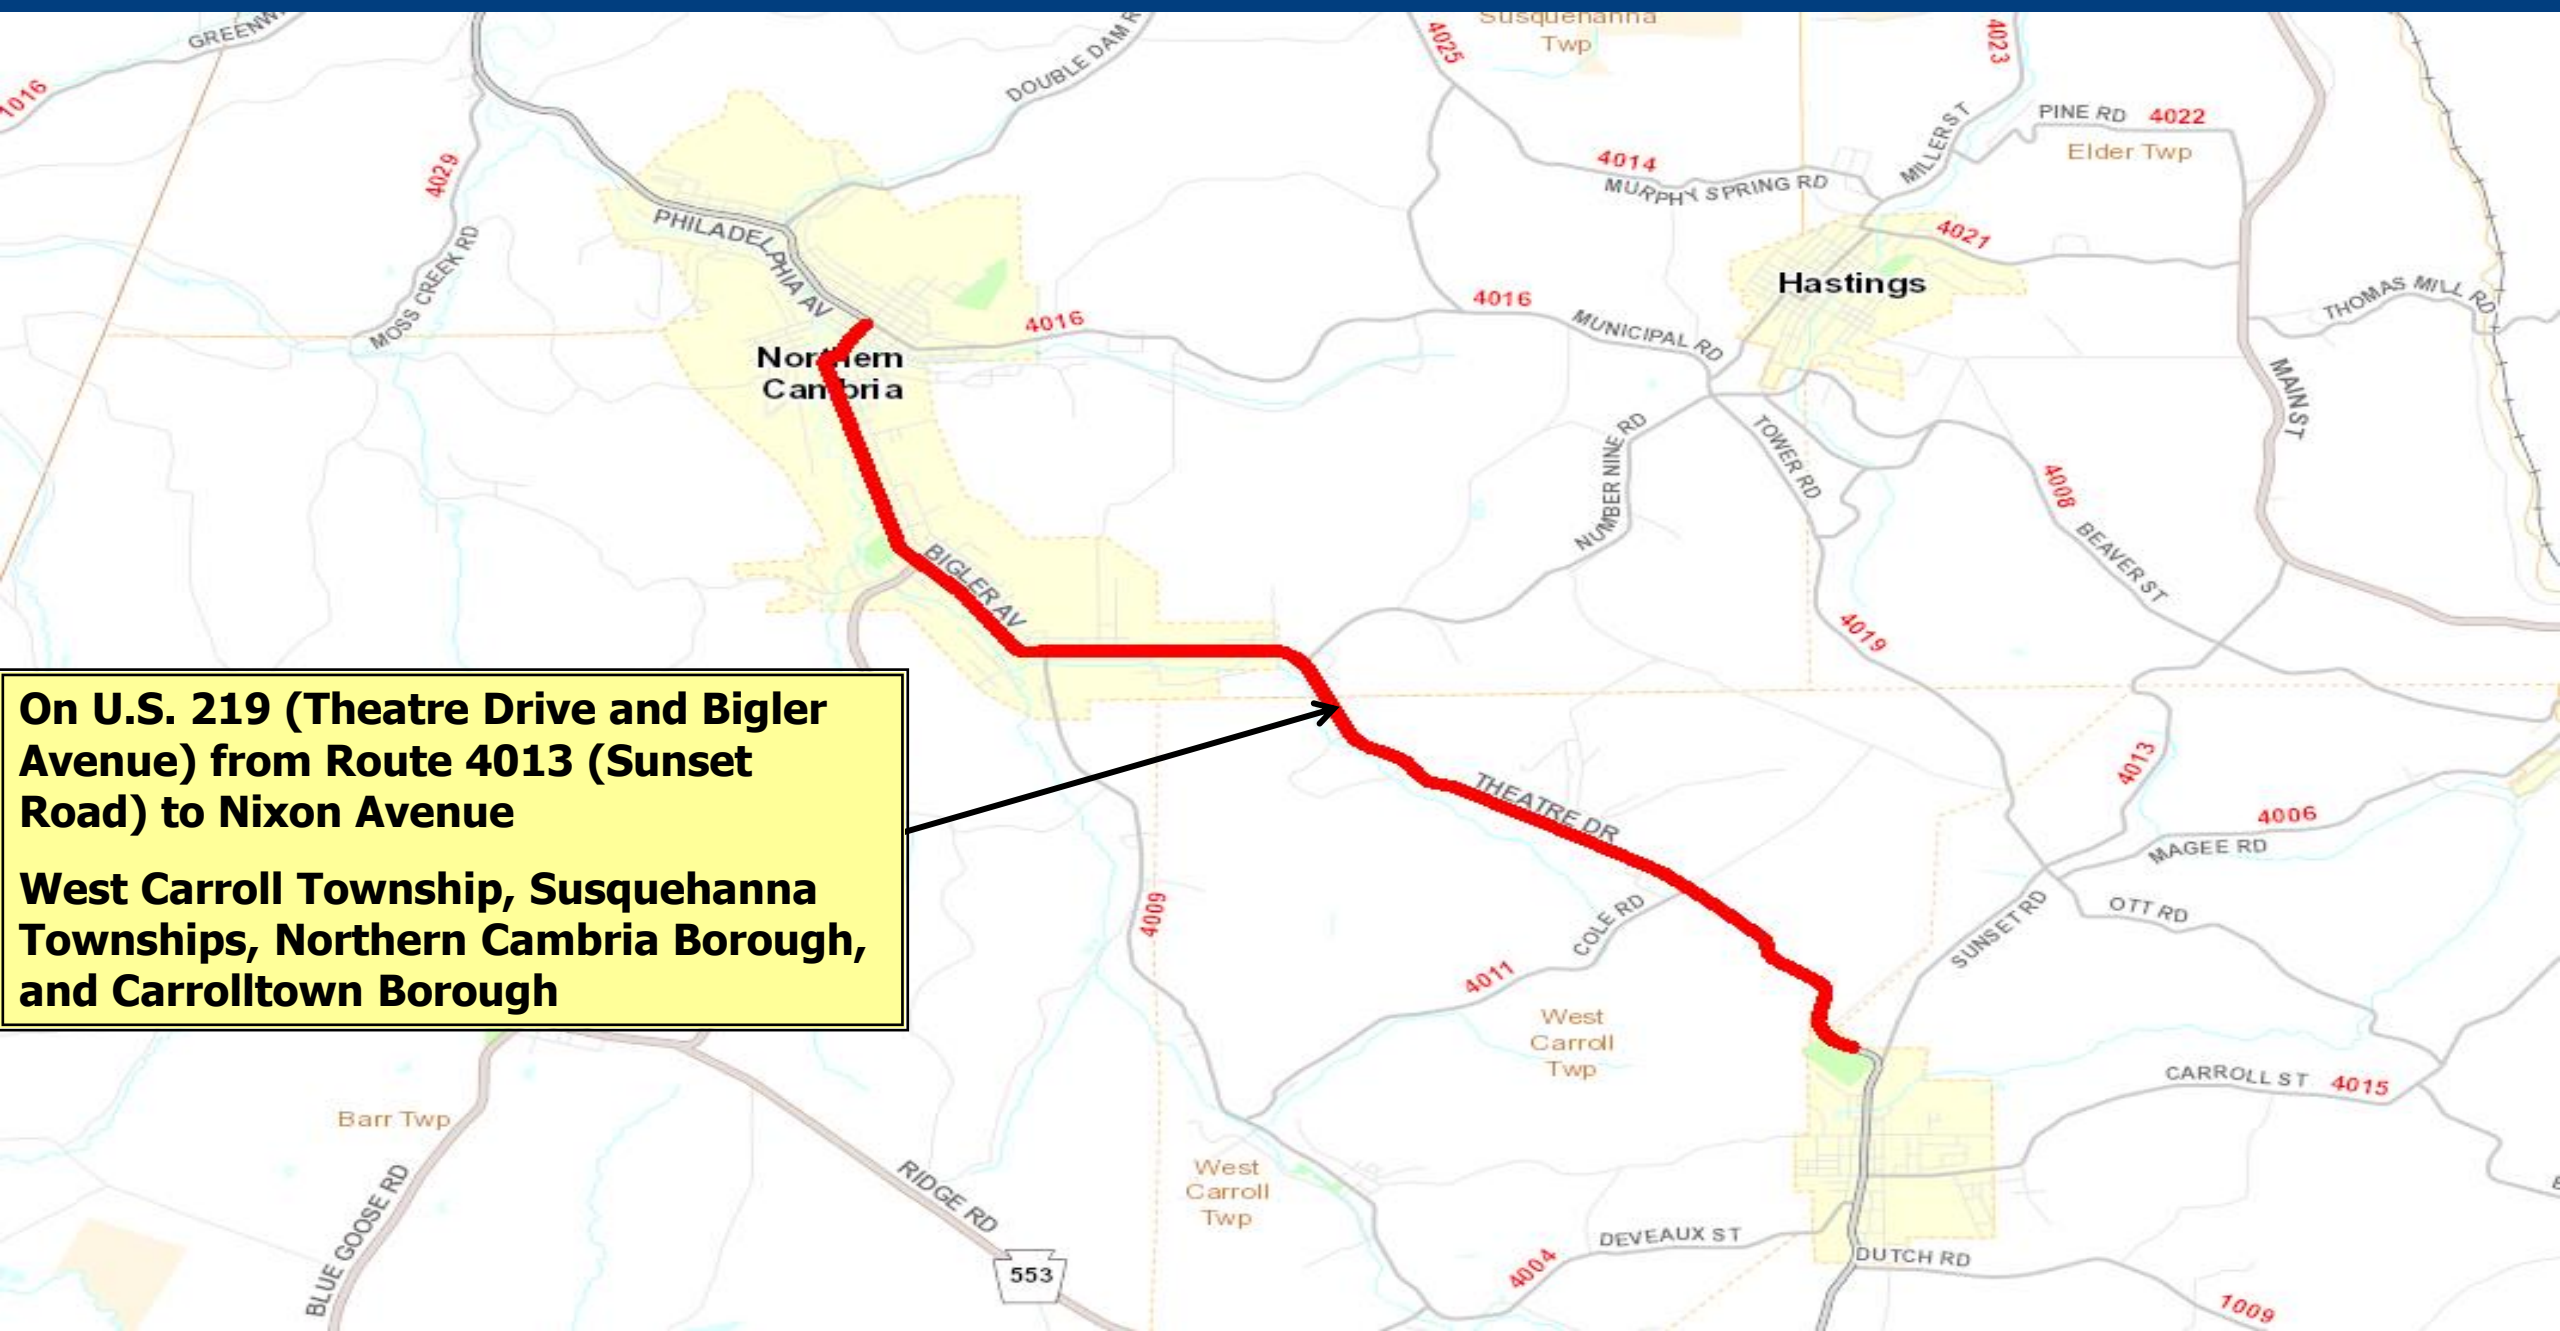 Susquehanna
Twp
4025
4023
1016
DOUBLE DAM R
PINE RD 4022
MILLER ST
Elder Twp
4014
MURPHY SPRING RD
4029
MOSS CREEK RD
PHILADELPHIA AV
4021
Hastings
THOMAS MILL RD
4016
4016
MUNICIPAL RD
Northern
Cambria
MAIN ST
NUMBER NINE RD
TOWER RD
4008
BEAVER ST
BIGLER AV
4019
On U.S. 219 (Theatre Drive and Bigler
Avenue) from Route 4013 (Sunset
Road) to Nixon Avenue
West Carroll Township, Susquehanna
Townships, Northern Cambria Borough,
and Carrolltown Borough
4013
THEATRE DR
4006
MAGEE RD
4009
COLE RD
4011
SUNSET RD
OTT RD
West
Carroll
Twp
CARROLL ST 4015
Barr Twp
BLUE GOOSE RD
RIDGE RD
West
Carroll
Twp
553
DEVEAUX ST
4004
DUTCH RD
1009